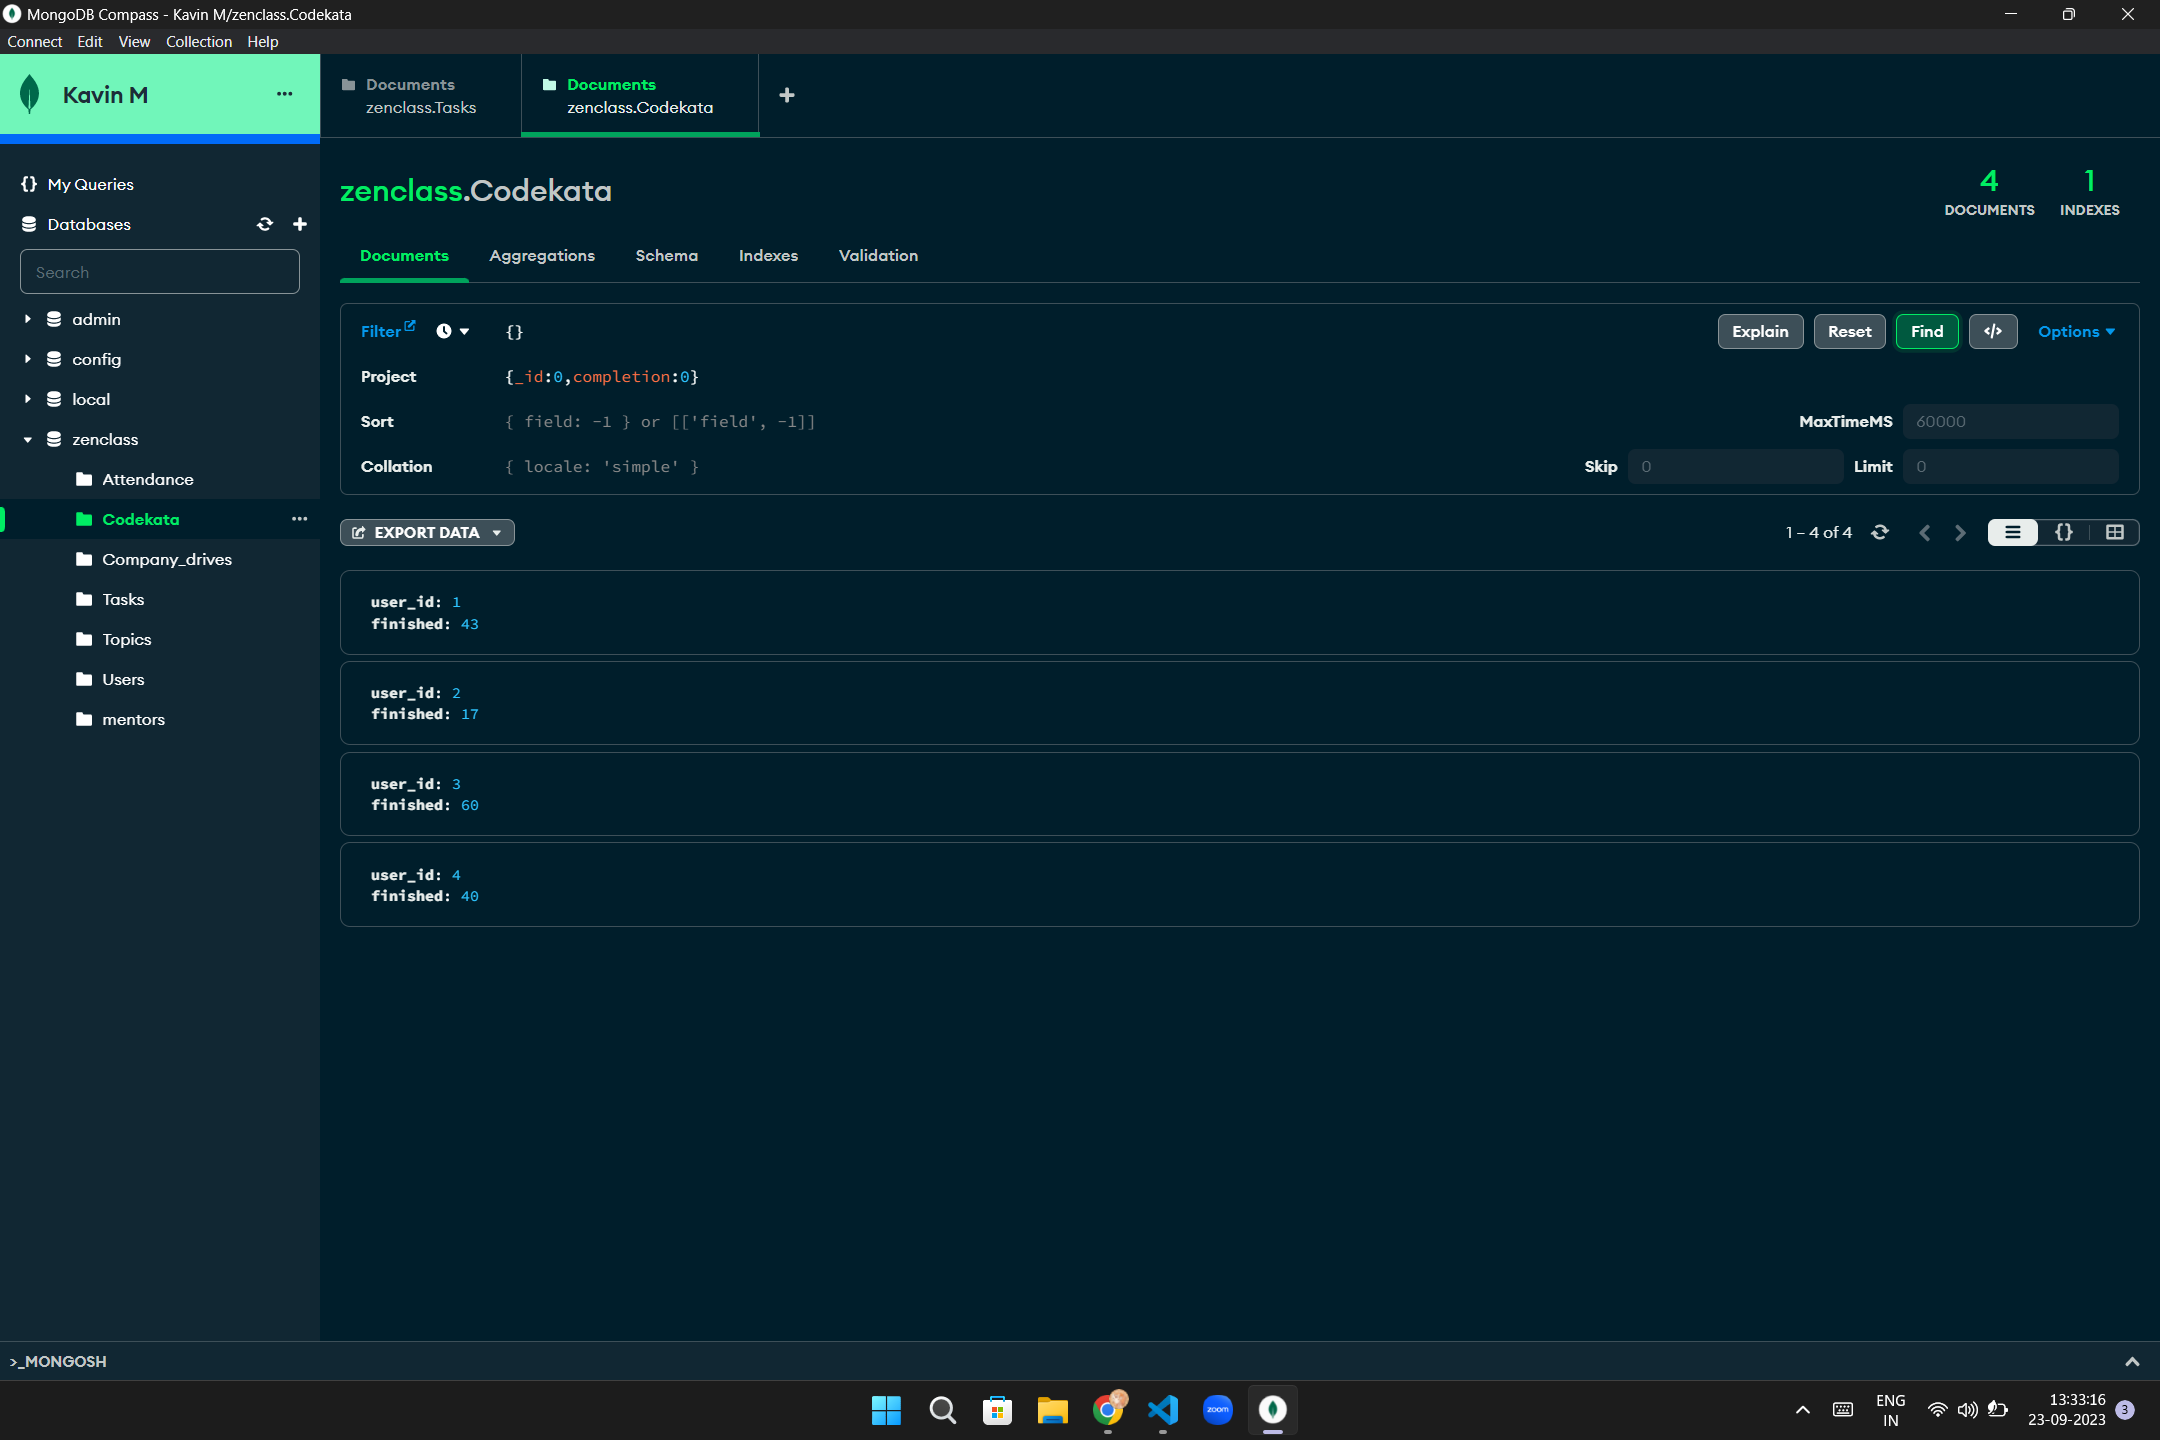 MongoDB Compass - Kavin M/zenclass.Codekata
Connect Edit View Collection Help
Kavin M
Documents
zenclass.Tasks
Documents
zenclass.Codekata
{} My Queries
Databases
Search
admin
config
local
zenclass
Attendance
Codekata
Company_drives
Tasks
Topics
Users
mentors
zenclass.Codekata
4
DOCUMENTS
1
INDEXES
Documents Aggregations Schema Indexes Validation
Filter {} Explain Reset Find </> Options
Project {_id:0,completion:0}
Sort { field: -1 } or [['field', -1]] MaxTimeMS 60000
Collation { locale: 'simple' } Skip 0 Limit 0
EXPORT DATA 1 – 4 of 4 {}
user_id: 1
finished: 43
user_id: 2
finished: 17
user_id: 3
finished: 60
user_id: 4
finished: 40
>_MONGOSH
zoom
ENG
IN
13:33:16
23-09-2023
3